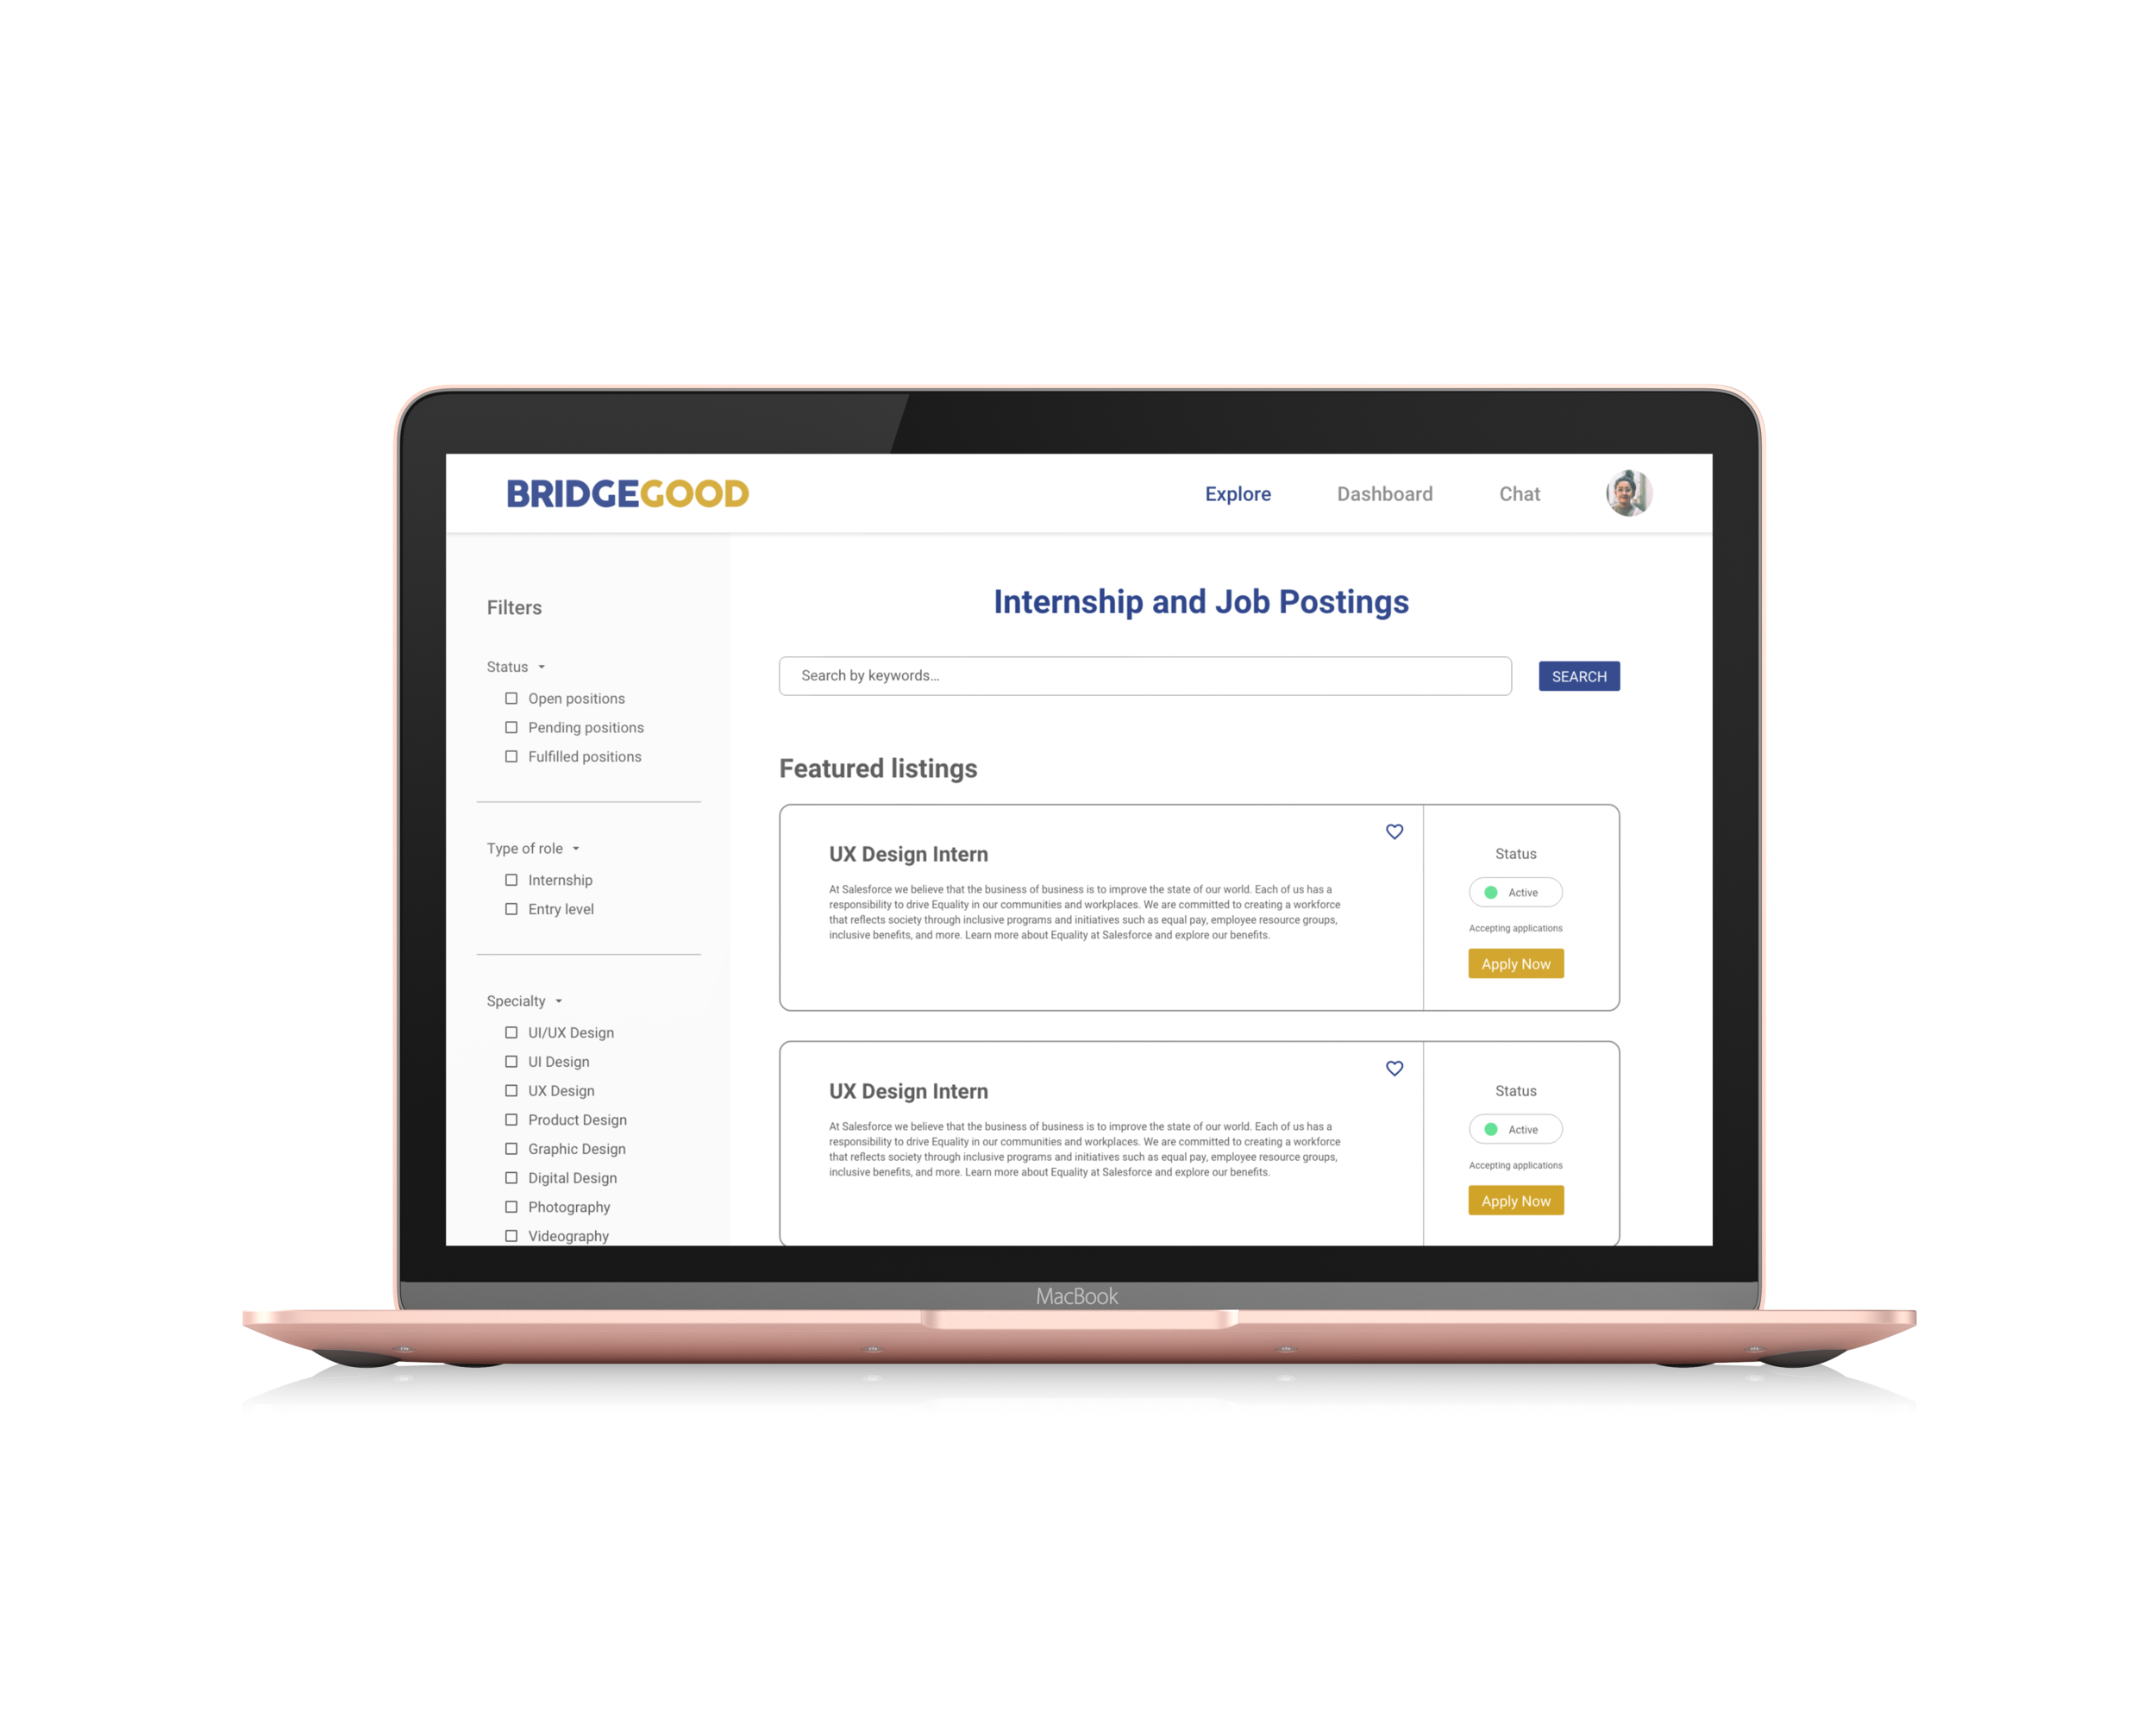 BRIDGEGOOD
Explore
Dashboard
Chat
Filters
Status
Open positions
Pending positions
Fulfilled positions
Type of role
Internship
Entry level
Specialty
UI/UX Design
UI Design
UX Design
Product Design
Graphic Design
Digital Design
Photography
Videography
Internship and Job Postings
Search by keywords...
SEARCH
Featured listings
UX Design Intern
At Salesforce we believe that the business of business is to improve the state of our world. Each of us has a
responsibility to drive Equality in our communities and workplaces. We are committed to creating a workforce
that reflects society through inclusive programs and initiatives such as equal pay, employee resource groups,
inclusive benefits, and more. Learn more about Equality at Salesforce and explore our benefits.
Status
Active
Accepting applications
Apply Now
UX Design Intern
At Salesforce we believe that the business of business is to improve the state of our world. Each of us has a
responsibility to drive Equality in our communities and workplaces. We are committed to creating a workforce
that reflects society through inclusive programs and initiatives such as equal pay, employee resource groups,
inclusive benefits, and more. Learn more about Equality at Salesforce and explore our benefits.
Status
Active
Accepting applications
Apply Now
MacBook